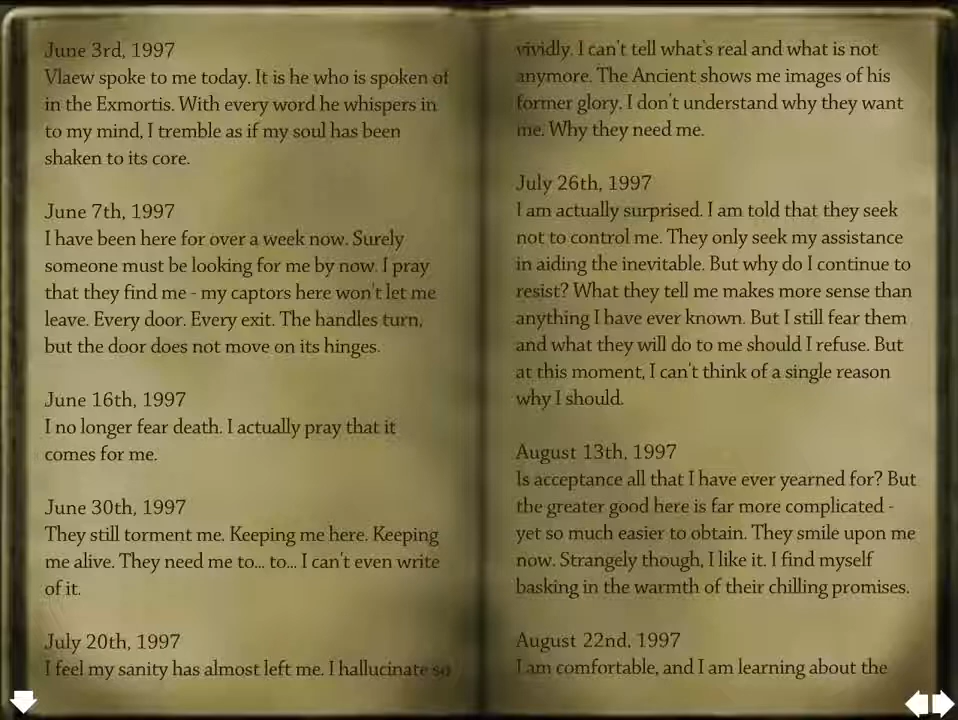 June 3rd, 1997
Vlaew spoke to me today. It is he who is spoken of
in the Exmortis. With every word he whispers in
to my mind, I tremble as if my soul has been
shaken to its core.
June 7th, 1997
I have been here for over a week now. Surely
someone must be looking for me by now. I pray
that they find me - my captors here won't let me
leave. Every door. Every exit. The handles turn,
but the door does not move on its hinges.
June 16th, 1997
I no longer fear death. I actually pray that it
comes for me.
June 30th, 1997
They still torment me. Keeping me here. Keeping
me alive. They need me to... to... I can't even write
of it.
July 20th, 1997
I feel my sanity has almost left me. I hallucinate so
vividly. I can't tell what's real and what is not
anymore. The Ancient shows me images of his
former glory. I don't understand why they want
me. Why they need me.
July 26th, 1997
I am actually surprised. I am told that they seek
not to control me. They only seek my assistance
in aiding the inevitable. But why do I continue to
resist? What they tell me makes more sense than
anything I have ever known. But I still fear them
and what they will do to me should I refuse. But
at this moment, I can't think of a single reason
why I should.
August 13th, 1997
Is acceptance all that I have ever yearned for? But
the greater good here is far more complicated -
yet so much easier to obtain. They smile upon me
now. Strangely though, I like it. I find myself
basking in the warmth of their chilling promises.
August 22nd, 1997
I am comfortable, and I am learning about the